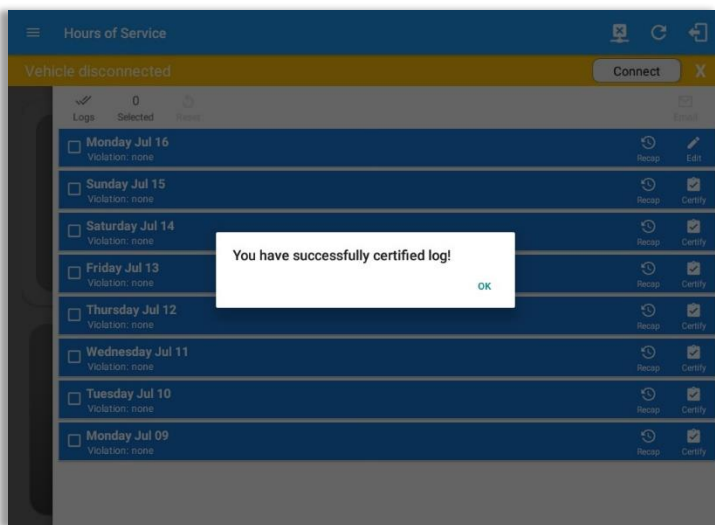 Hours of Service
Vehicle disconnected
Connect
X
Logs
0
Selected
Email
Monday Jul 16
Violation: none
Recap
Edit
Sunday Jul 15
Violation: none
Recap
Certify
Saturday Jul 14
Violation: none
Recap
Certify
Friday Jul 13
Violation: none
Recap
Certify
Thursday Jul 12
Violation: none
Recap
Certify
Wednesday Jul 11
Violation: none
Recap
Certify
Tuesday Jul 10
Violation: none
Recap
Certify
Monday Jul 09
Violation: none
Recap
Certify
You have successfully certified log!
OK